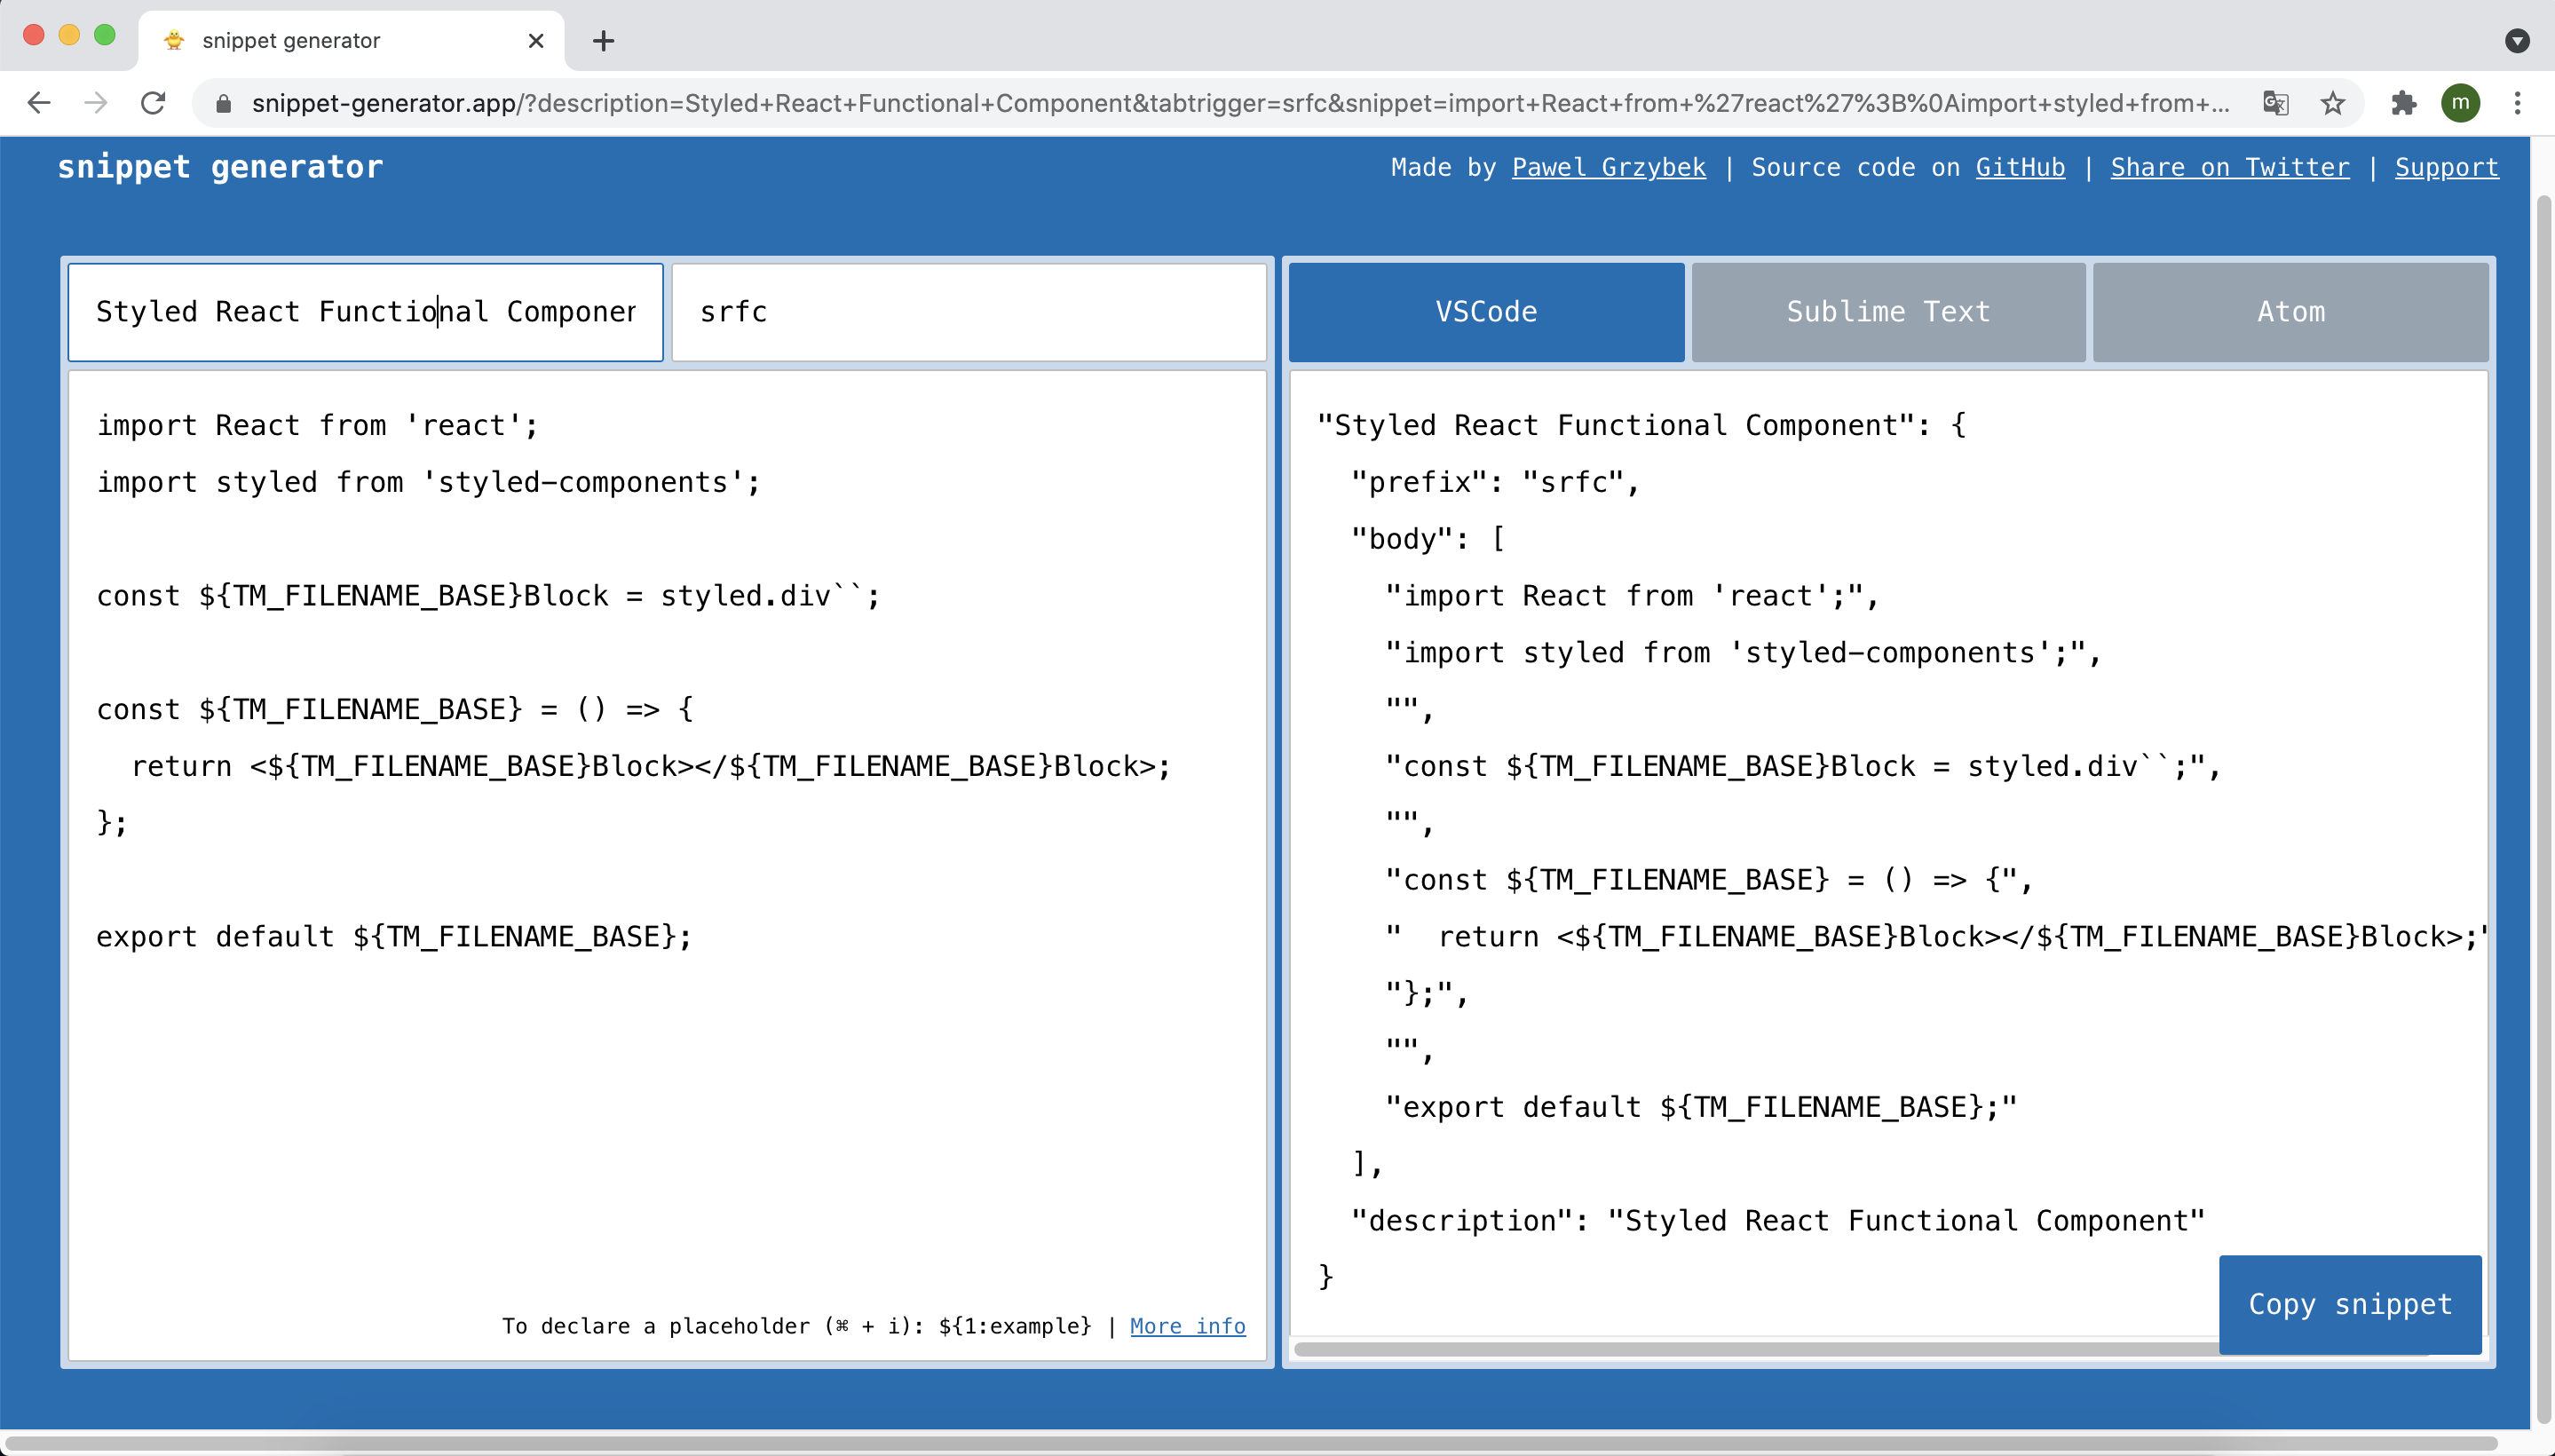 snippet generator
snippet-generator.app/?description=Styled+React+Functional+Component&tabtrigger=srfc&snippet=import+React+from+%27react%27%3B%0Aimport+styled+from+...
m
snippet generator
Made by Pawel Grzybek | Source code on GitHub | Share on Twitter | Support
Styled React Functional Componen
srfc
import React from 'react';
import styled from 'styled-components';
const ${TM_FILENAME_BASE}Block = styled.div``;
const ${TM_FILENAME_BASE} = () => {
  return <${TM_FILENAME_BASE}Block></${TM_FILENAME_BASE}Block>;
};
export default ${TM_FILENAME_BASE};
To declare a placeholder (⌘ + i): ${1:example} | More info
VSCode
Sublime Text
Atom
"Styled React Functional Component": {
  "prefix": "srfc",
  "body": [
    "import React from 'react';",
    "import styled from 'styled-components';",
    "",
    "const ${TM_FILENAME_BASE}Block = styled.div``;",
    "",
    "const ${TM_FILENAME_BASE} = () => {",
    "  return <${TM_FILENAME_BASE}Block></${TM_FILENAME_BASE}Block>;"
    "};",
    "",
    "export default ${TM_FILENAME_BASE};"
  ],
  "description": "Styled React Functional Component"
}
Copy snippet